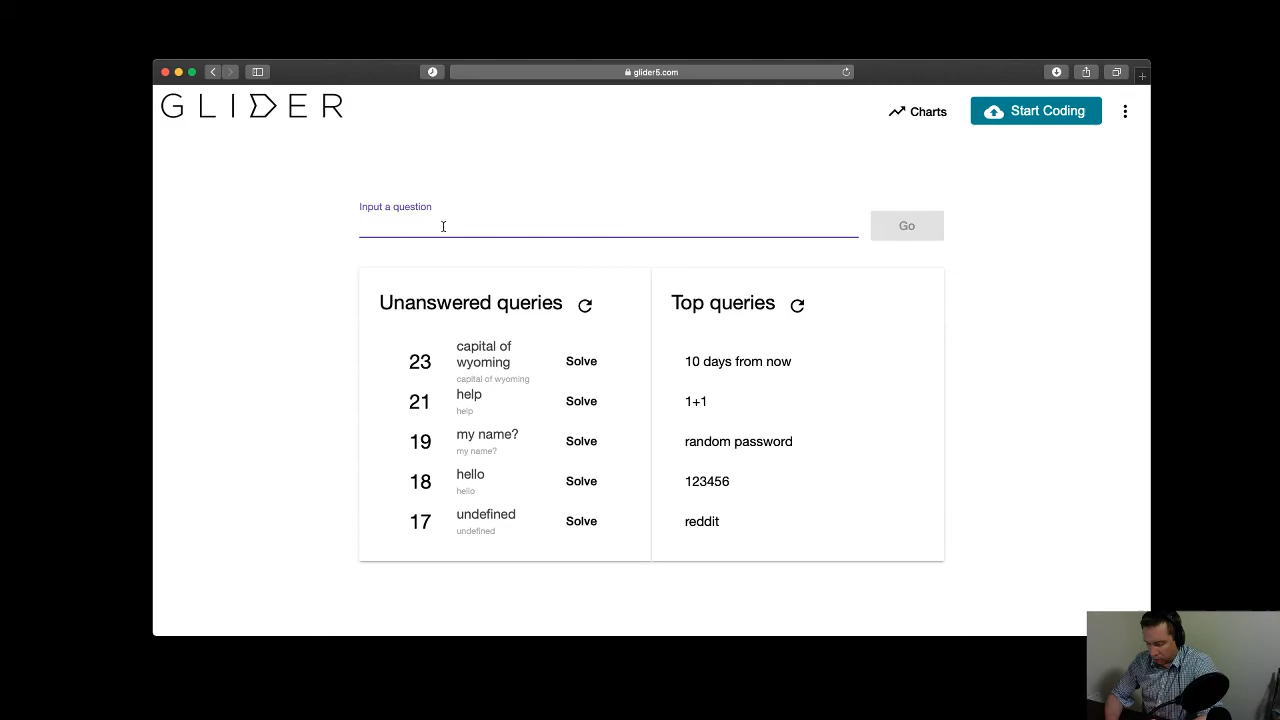 glider5.com
GLIDER
Charts
Start Coding
Input a question
Go
Unanswered queries
23
capital of
wyoming
capital of wyoming
Solve
21
help
help
Solve
19
my name?
my name?
Solve
18
hello
hello
Solve
17
undefined
undefined
Solve
Top queries
10 days from now
1+1
random password
123456
reddit